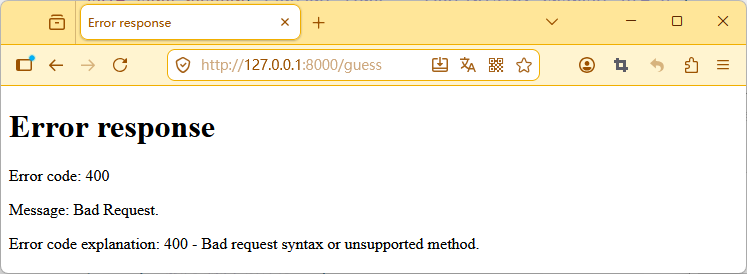 Error response
http://127.0.0.1:8000/guess
Error response
Error code: 400
Message: Bad Request.
Error code explanation: 400 - Bad request syntax or unsupported method.